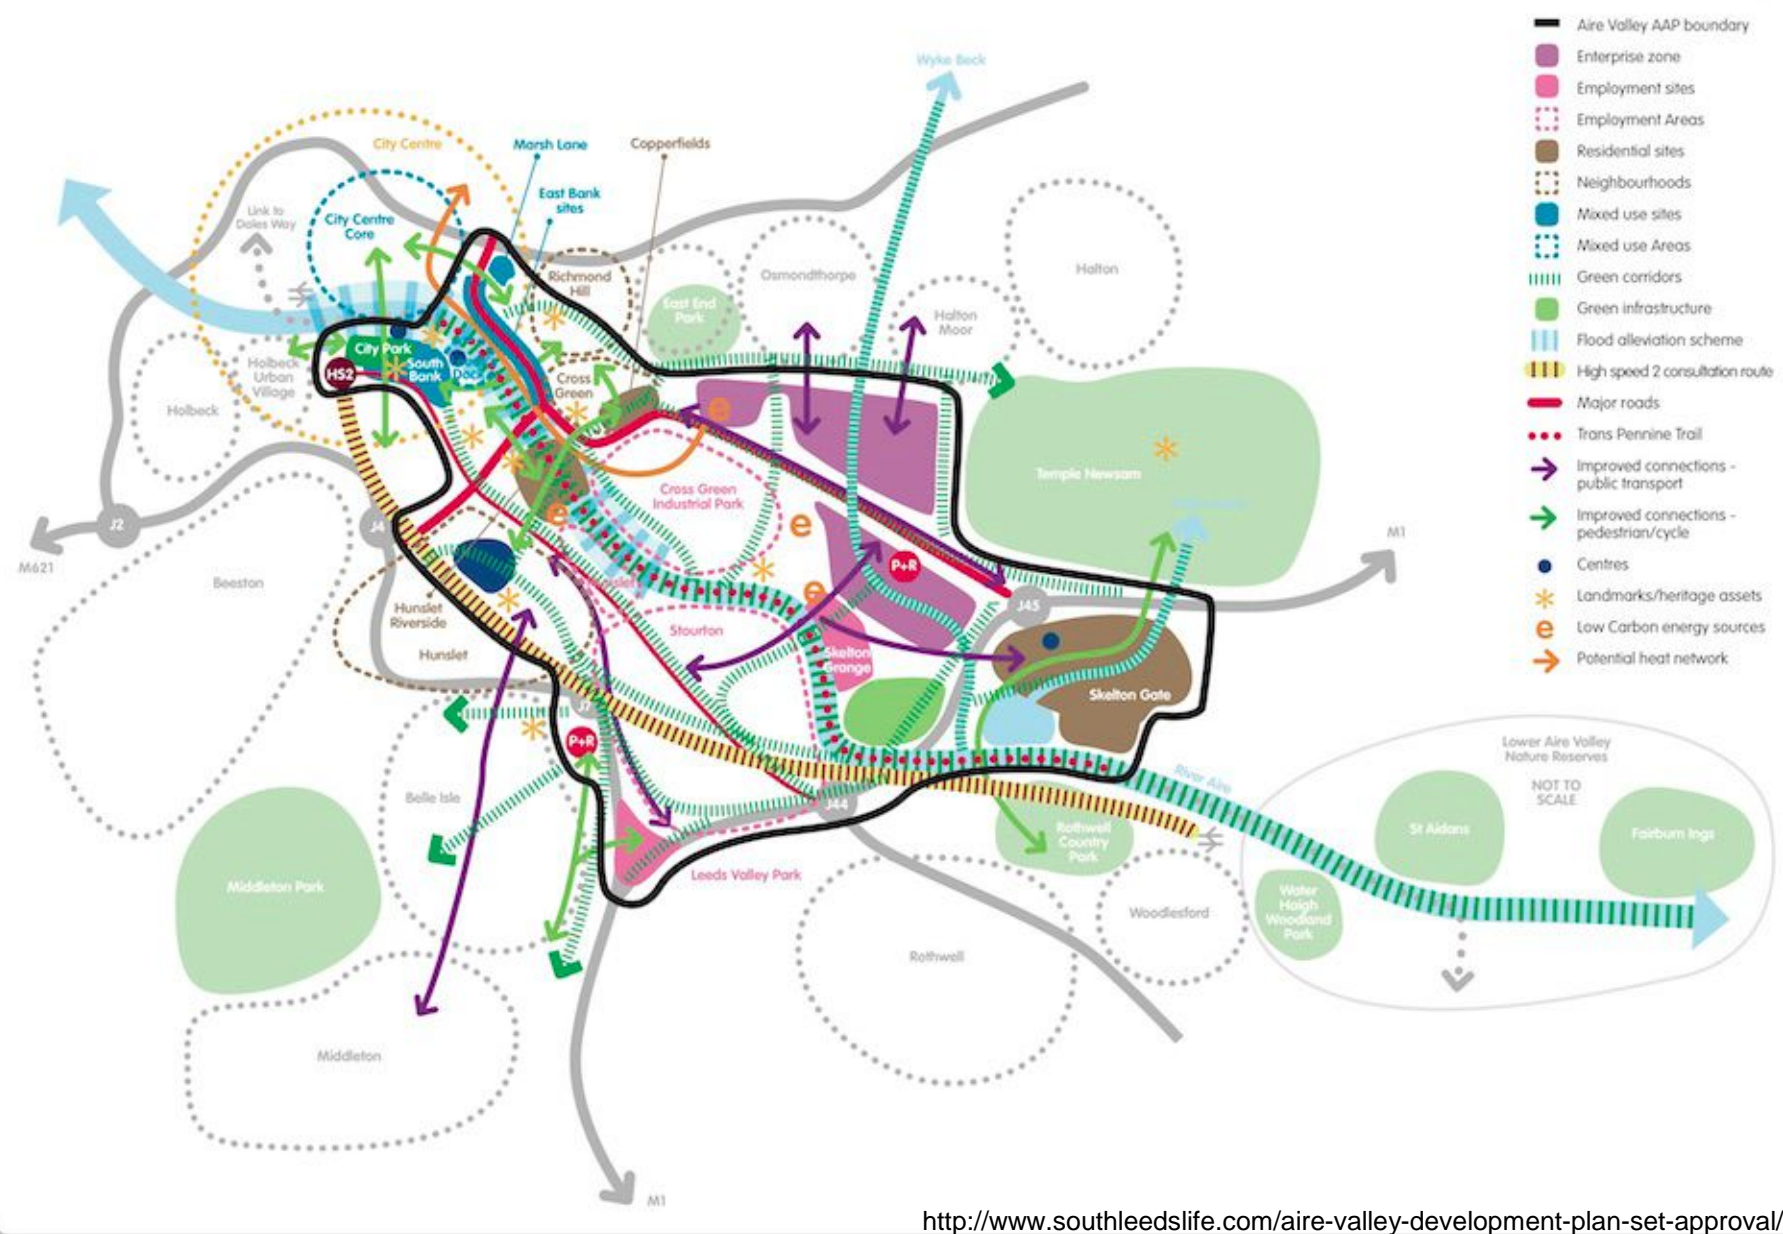 Wyke Beck
City Centre
Marsh Lane
Copperfields
East Bank
sites
Link to
Dales Way
City Centre
Core
Richmond
Hill
East End
Park
Osmondthorpe
Halton
Halton
Moor
City Park
South
Bank
Dock
HS2
Holbeck
Urban
Village
Holbeck
Cross
Green
Cross Green
Industrial Park
Temple Newsam
J2
J4
M621
M1
Beeston
P+R
Hunslet
J45
Hunslet
Riverside
Stourton
Hunslet
Skelton
Grange
Skelton Gate
J7
P+R
Belle Isle
J44
River Aire
Rothwell
Country
Park
Leeds Valley Park
Middleton Park
Woodlesford
Rothwell
Middleton
M1
Lower Aire Valley
Nature Reserves
NOT TO
SCALE
St Aidans
Fairburn Ings
Water
Haigh
Woodland
Park
e
e
e
e
Aire Valley AAP boundary
Enterprise zone
Employment sites
Employment Areas
Residential sites
Neighbourhoods
Mixed use sites
Mixed use Areas
Green corridors
Green infrastructure
Flood alleviation scheme
High speed 2 consultation route
Major roads
Trans Pennine Trail
Improved connections -
public transport
Improved connections -
pedestrian/cycle
Centres
Landmarks/heritage assets
e Low Carbon energy sources
Potential heat network
http://www.southleedslife.com/aire-valley-development-plan-set-approval/